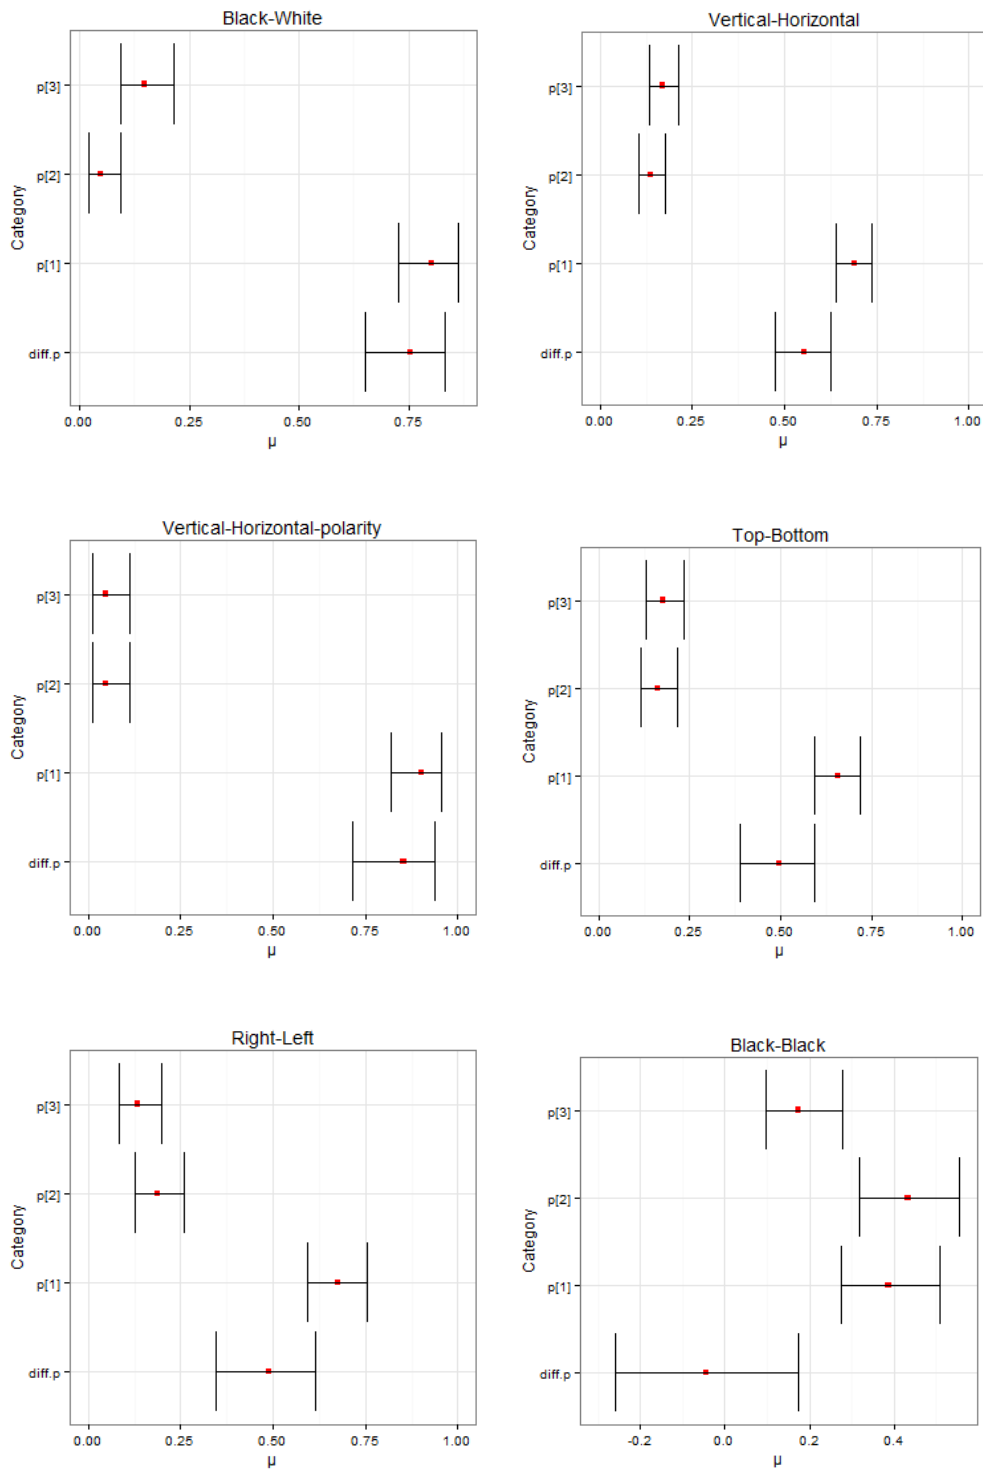 Black-White
Category
p[3]
p[2]
p[1]
diff.p
0.00 0.25 0.50 0.75
μ
Vertical-Horizontal
Category
p[3]
p[2]
p[1]
diff.p
0.00 0.25 0.50 0.75 1.00
μ
Vertical-Horizontal-polarity
Category
p[3]
p[2]
p[1]
diff.p
0.00 0.25 0.50 0.75 1.00
μ
Top-Bottom
Category
p[3]
p[2]
p[1]
diff.p
0.00 0.25 0.50 0.75 1.00
μ
Right-Left
Category
p[3]
p[2]
p[1]
diff.p
0.00 0.25 0.50 0.75 1.00
μ
Black-Black
Category
p[3]
p[2]
p[1]
diff.p
-0.2 0.0 0.2 0.4
μ